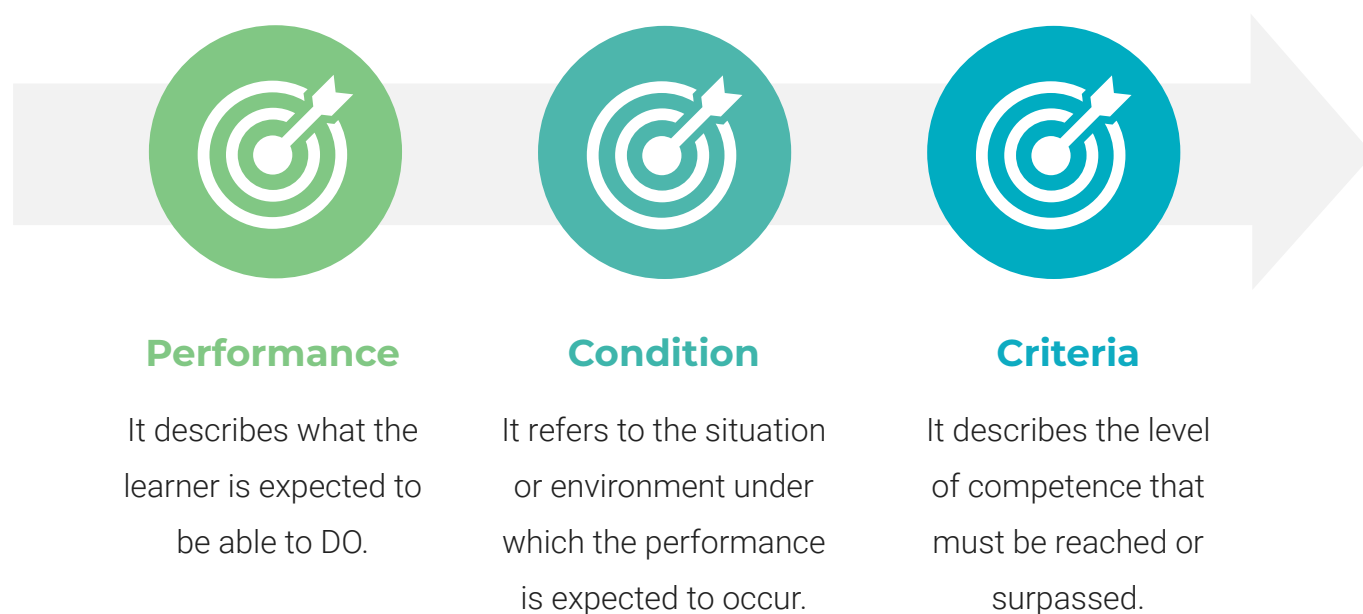 Performance
It describes what the
learner is expected to
be able to DO.
Condition
It refers to the situation
or environment under
which the performance
is expected to occur.
Criteria
It describes the level
of competence that
must be reached or
surpassed.